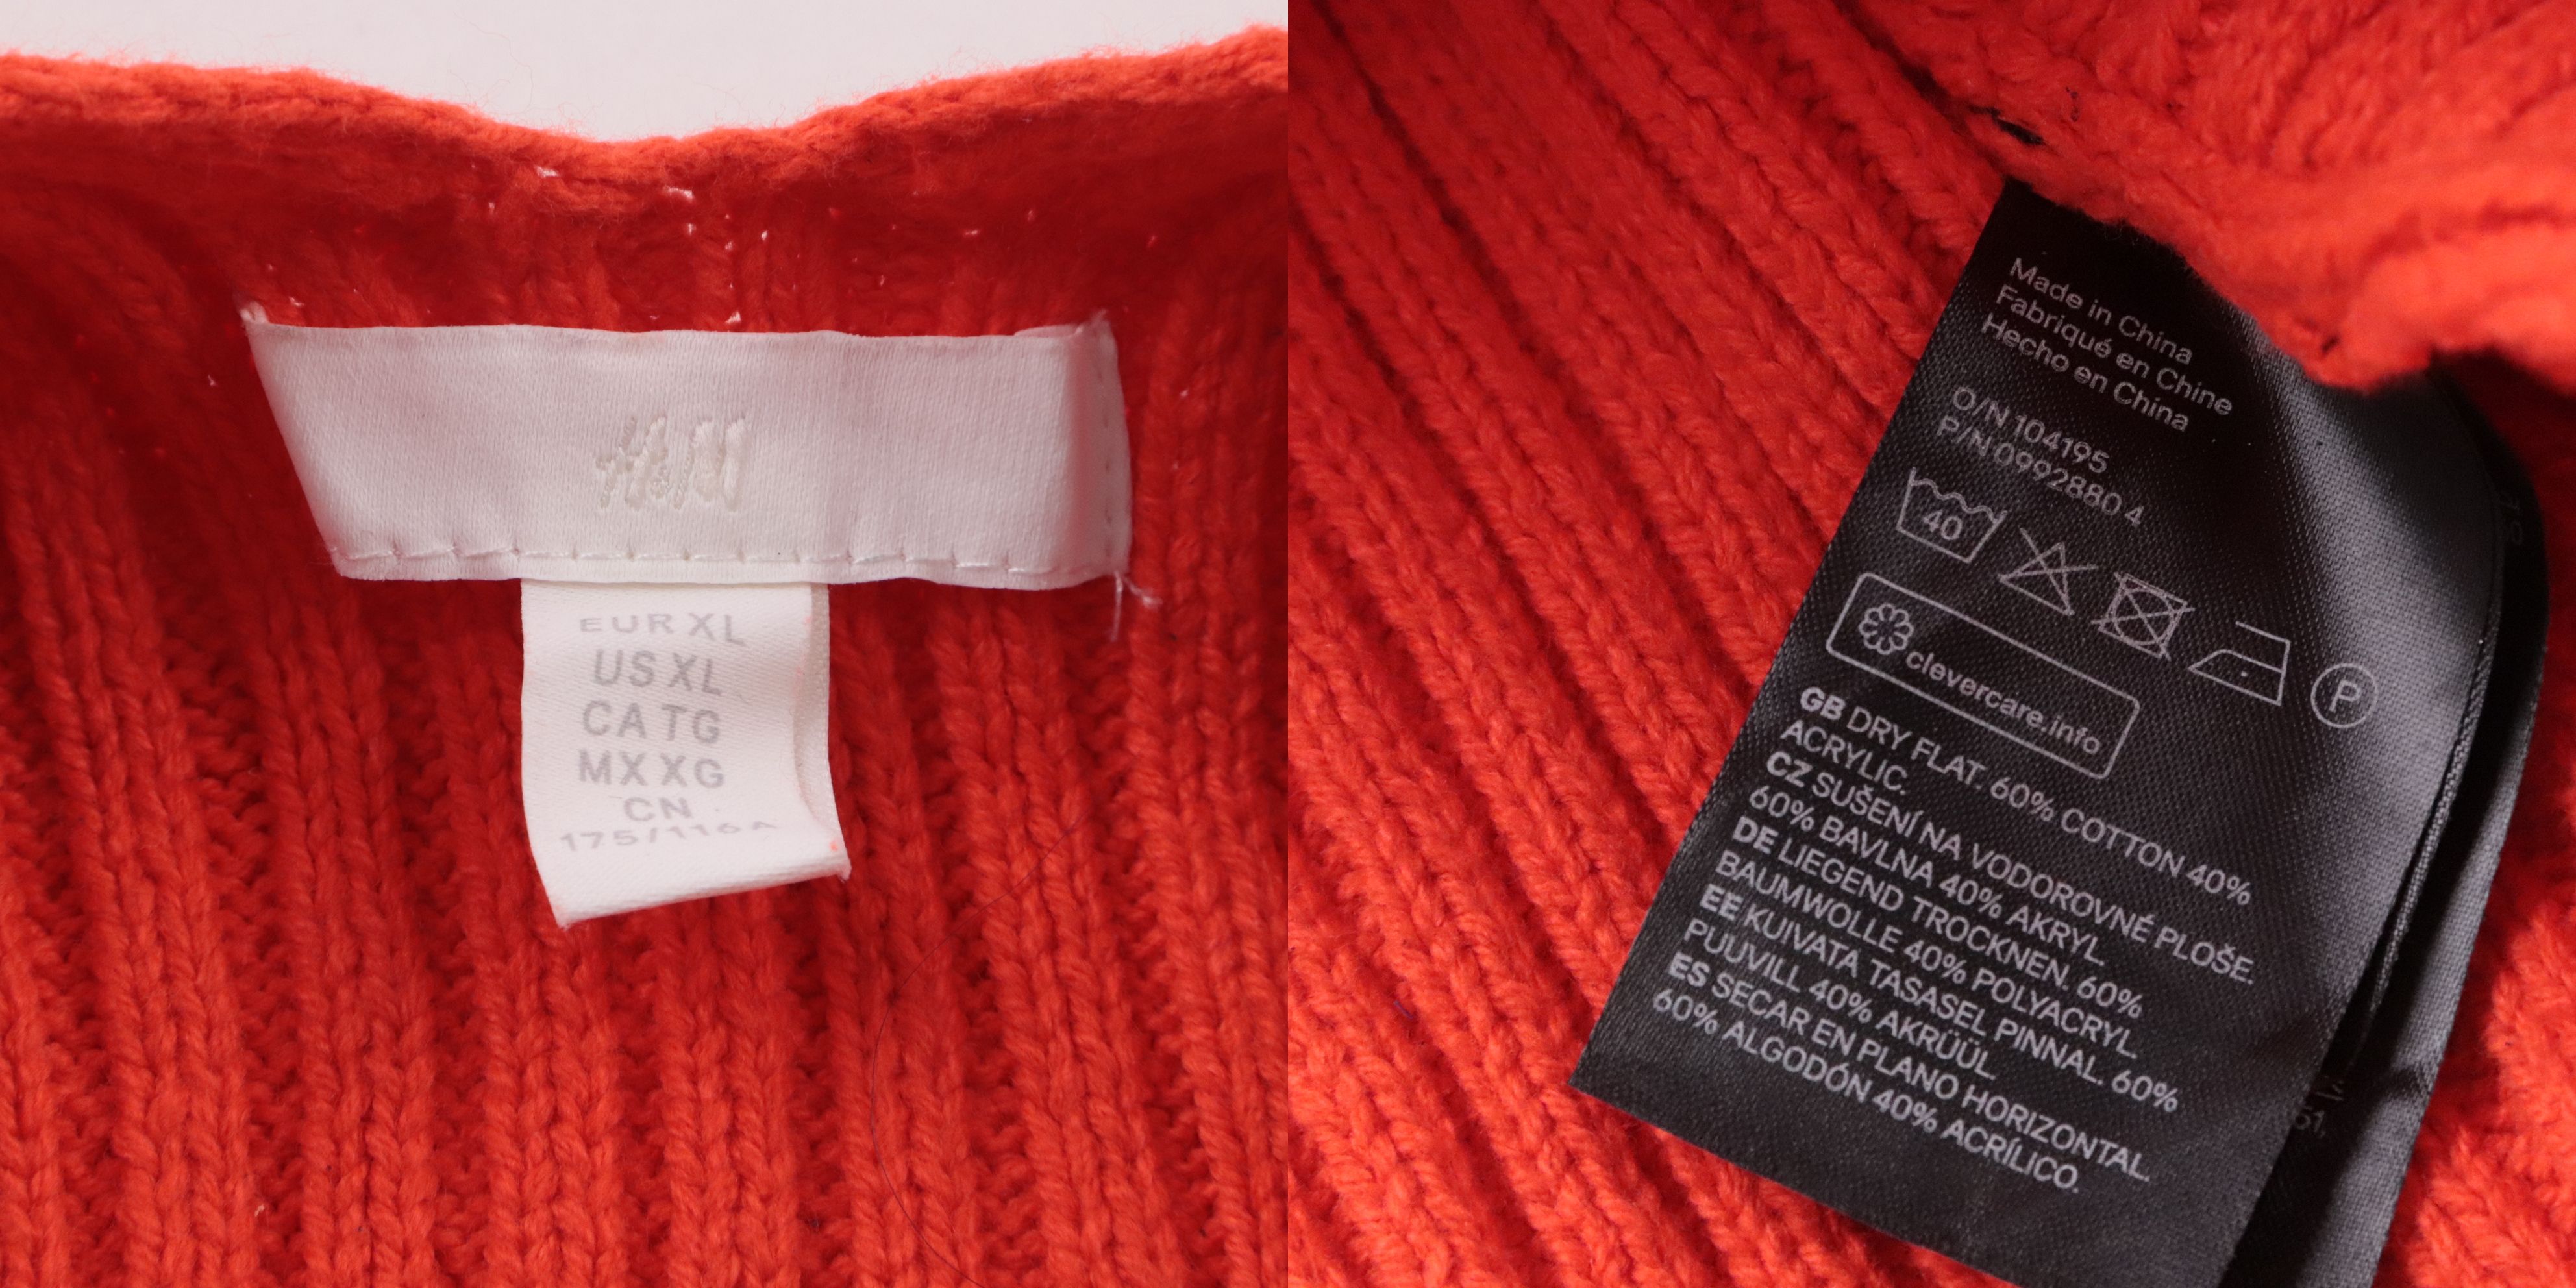 H&M
EUR XL
US XL
CA TG
MX XG
CN
175/116A
Made in China
Fabriqué en Chine
Hecho en China
O/N 104195
P/N 0992880 4
40
P
clevercare.info
GB DRY FLAT. 60% COTTON 40%
ACRYLIC.
CZ SUŠENÍ NA VODOROVNÉ PLOŠE.
60% BAVLNA 40% AKRYL.
DE LIEGEND TROCKNEN. 60%
BAUMWOLLE 40% POLYACRYL.
EE KUIVATA TASASEL PINNAL. 60%
PUUVILL 40% AKRÜÜL.
ES SECAR EN PLANO HORIZONTAL.
60% ALGODÓN 40% ACRÍLICO.